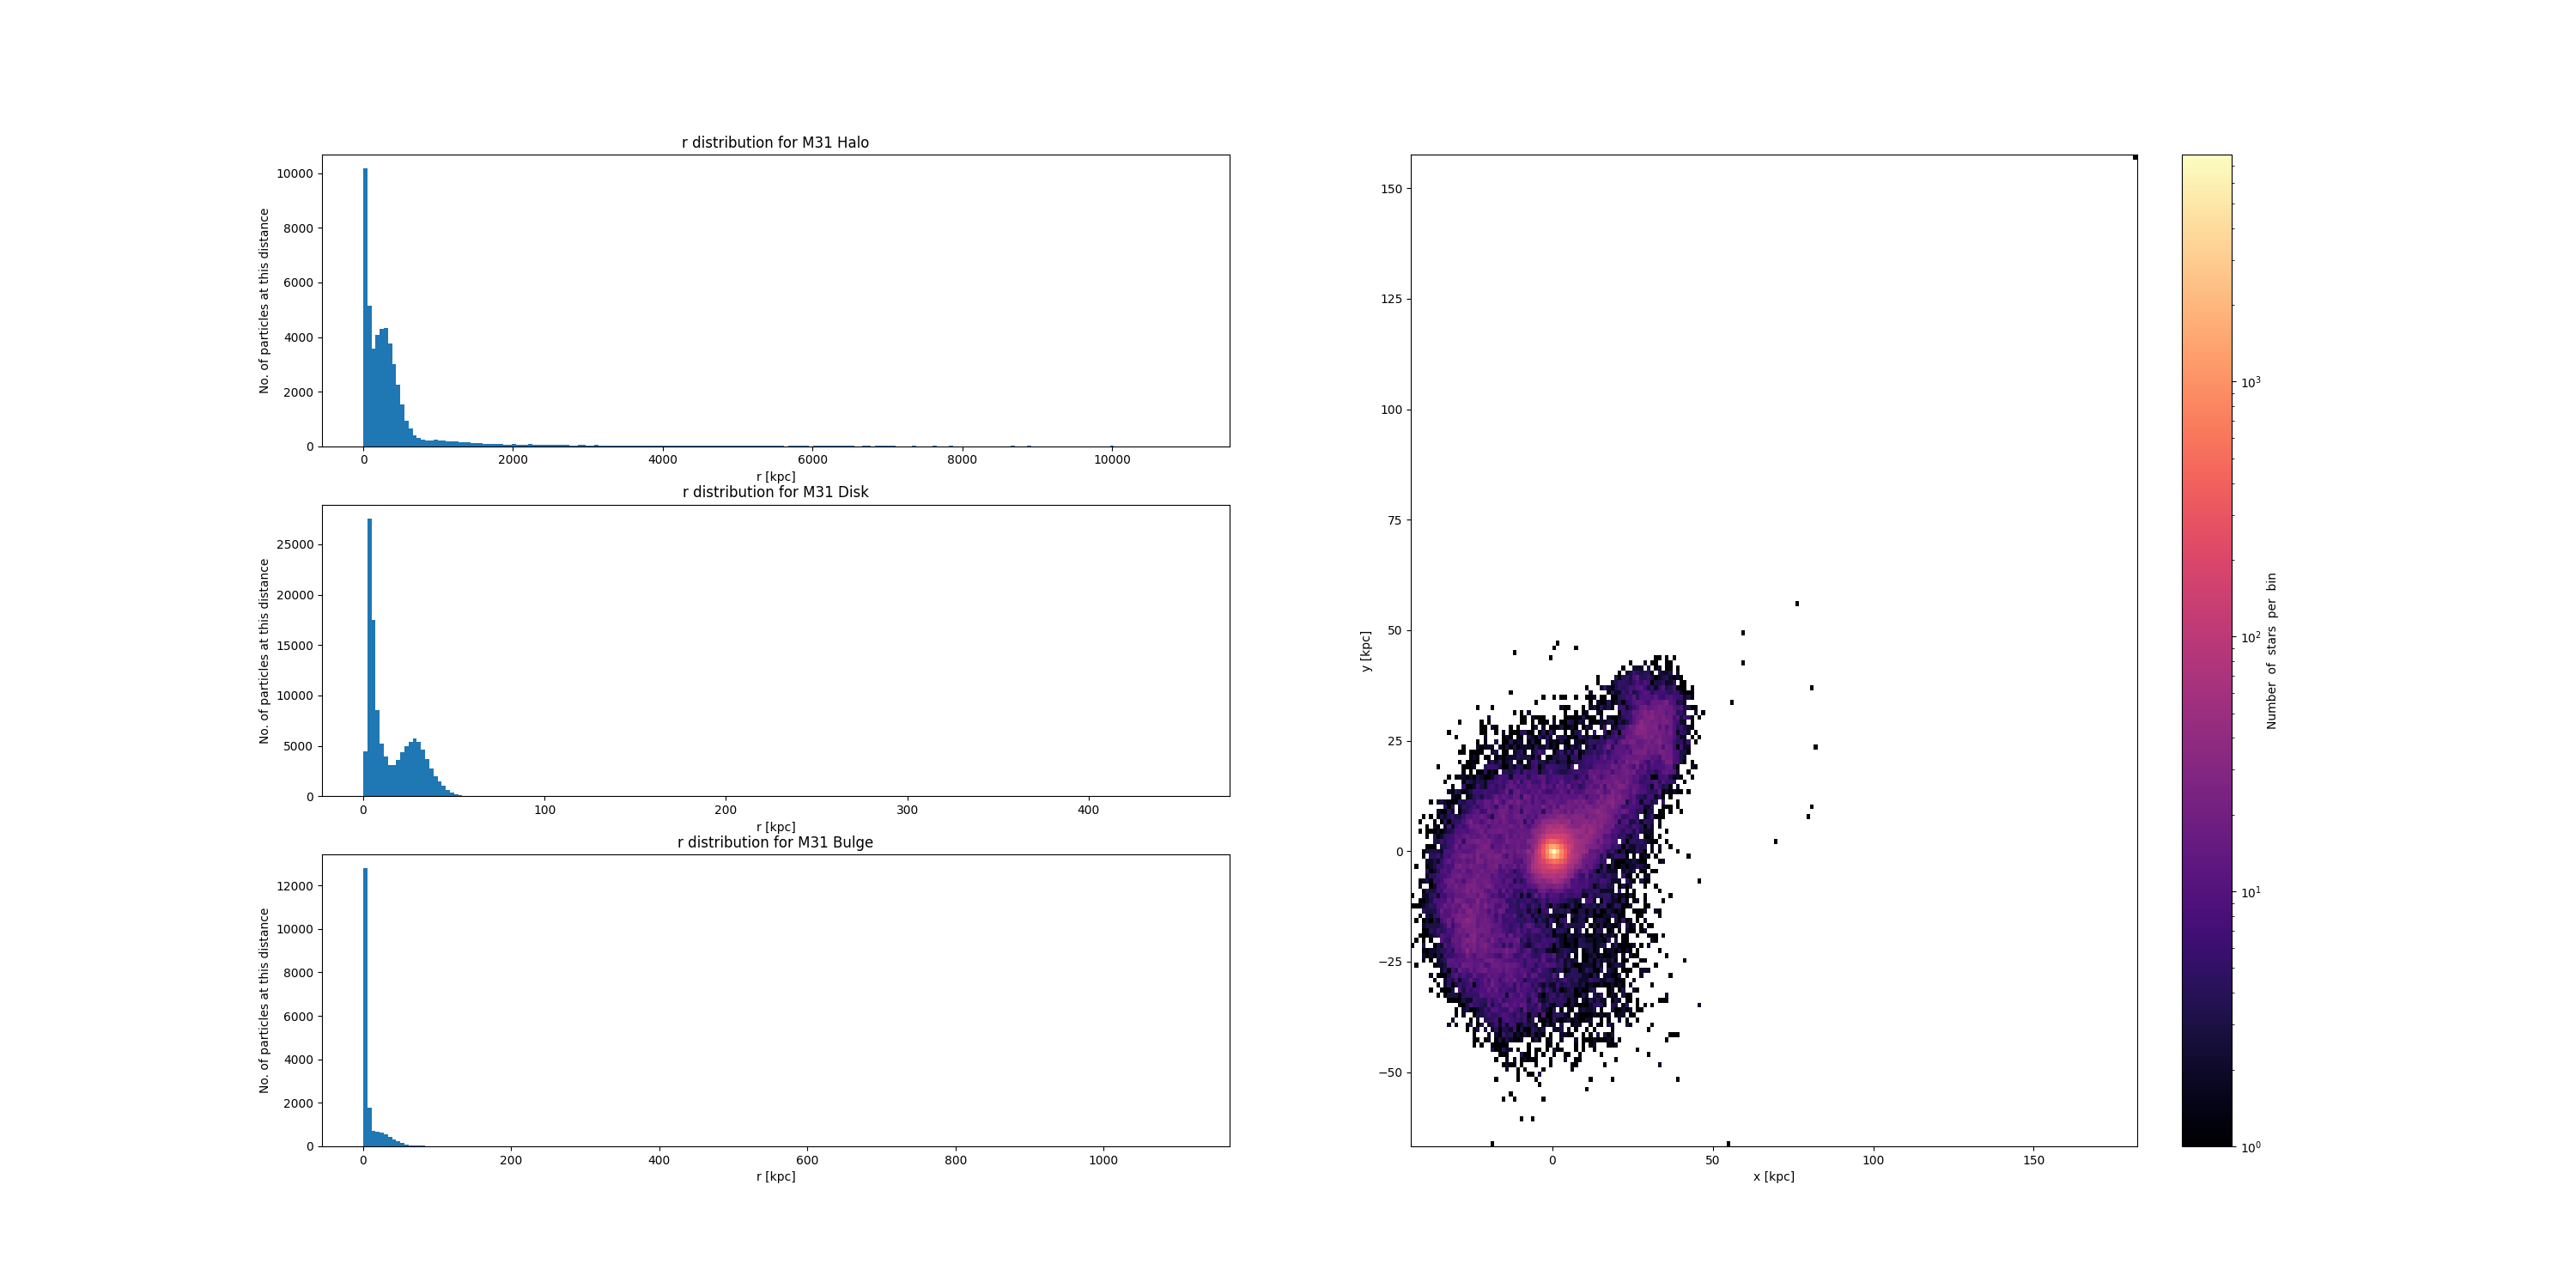 r distribution for M31 Halo
No. of particles at this distance
10000
8000
6000
4000
2000
0
0 2000 4000 6000 8000 10000
r [kpc]
r distribution for M31 Disk
No. of particles at this distance
25000
20000
15000
10000
5000
0
0 100 200 300 400
r [kpc]
r distribution for M31 Bulge
No. of particles at this distance
12000
10000
8000
6000
4000
2000
0
0 200 400 600 800 1000
r [kpc]
y [kpc]
150
125
100
75
50
25
0
−25
−50
0 50 100 150
x [kpc]
10³
10²
10¹
10⁰
Number of stars per bin